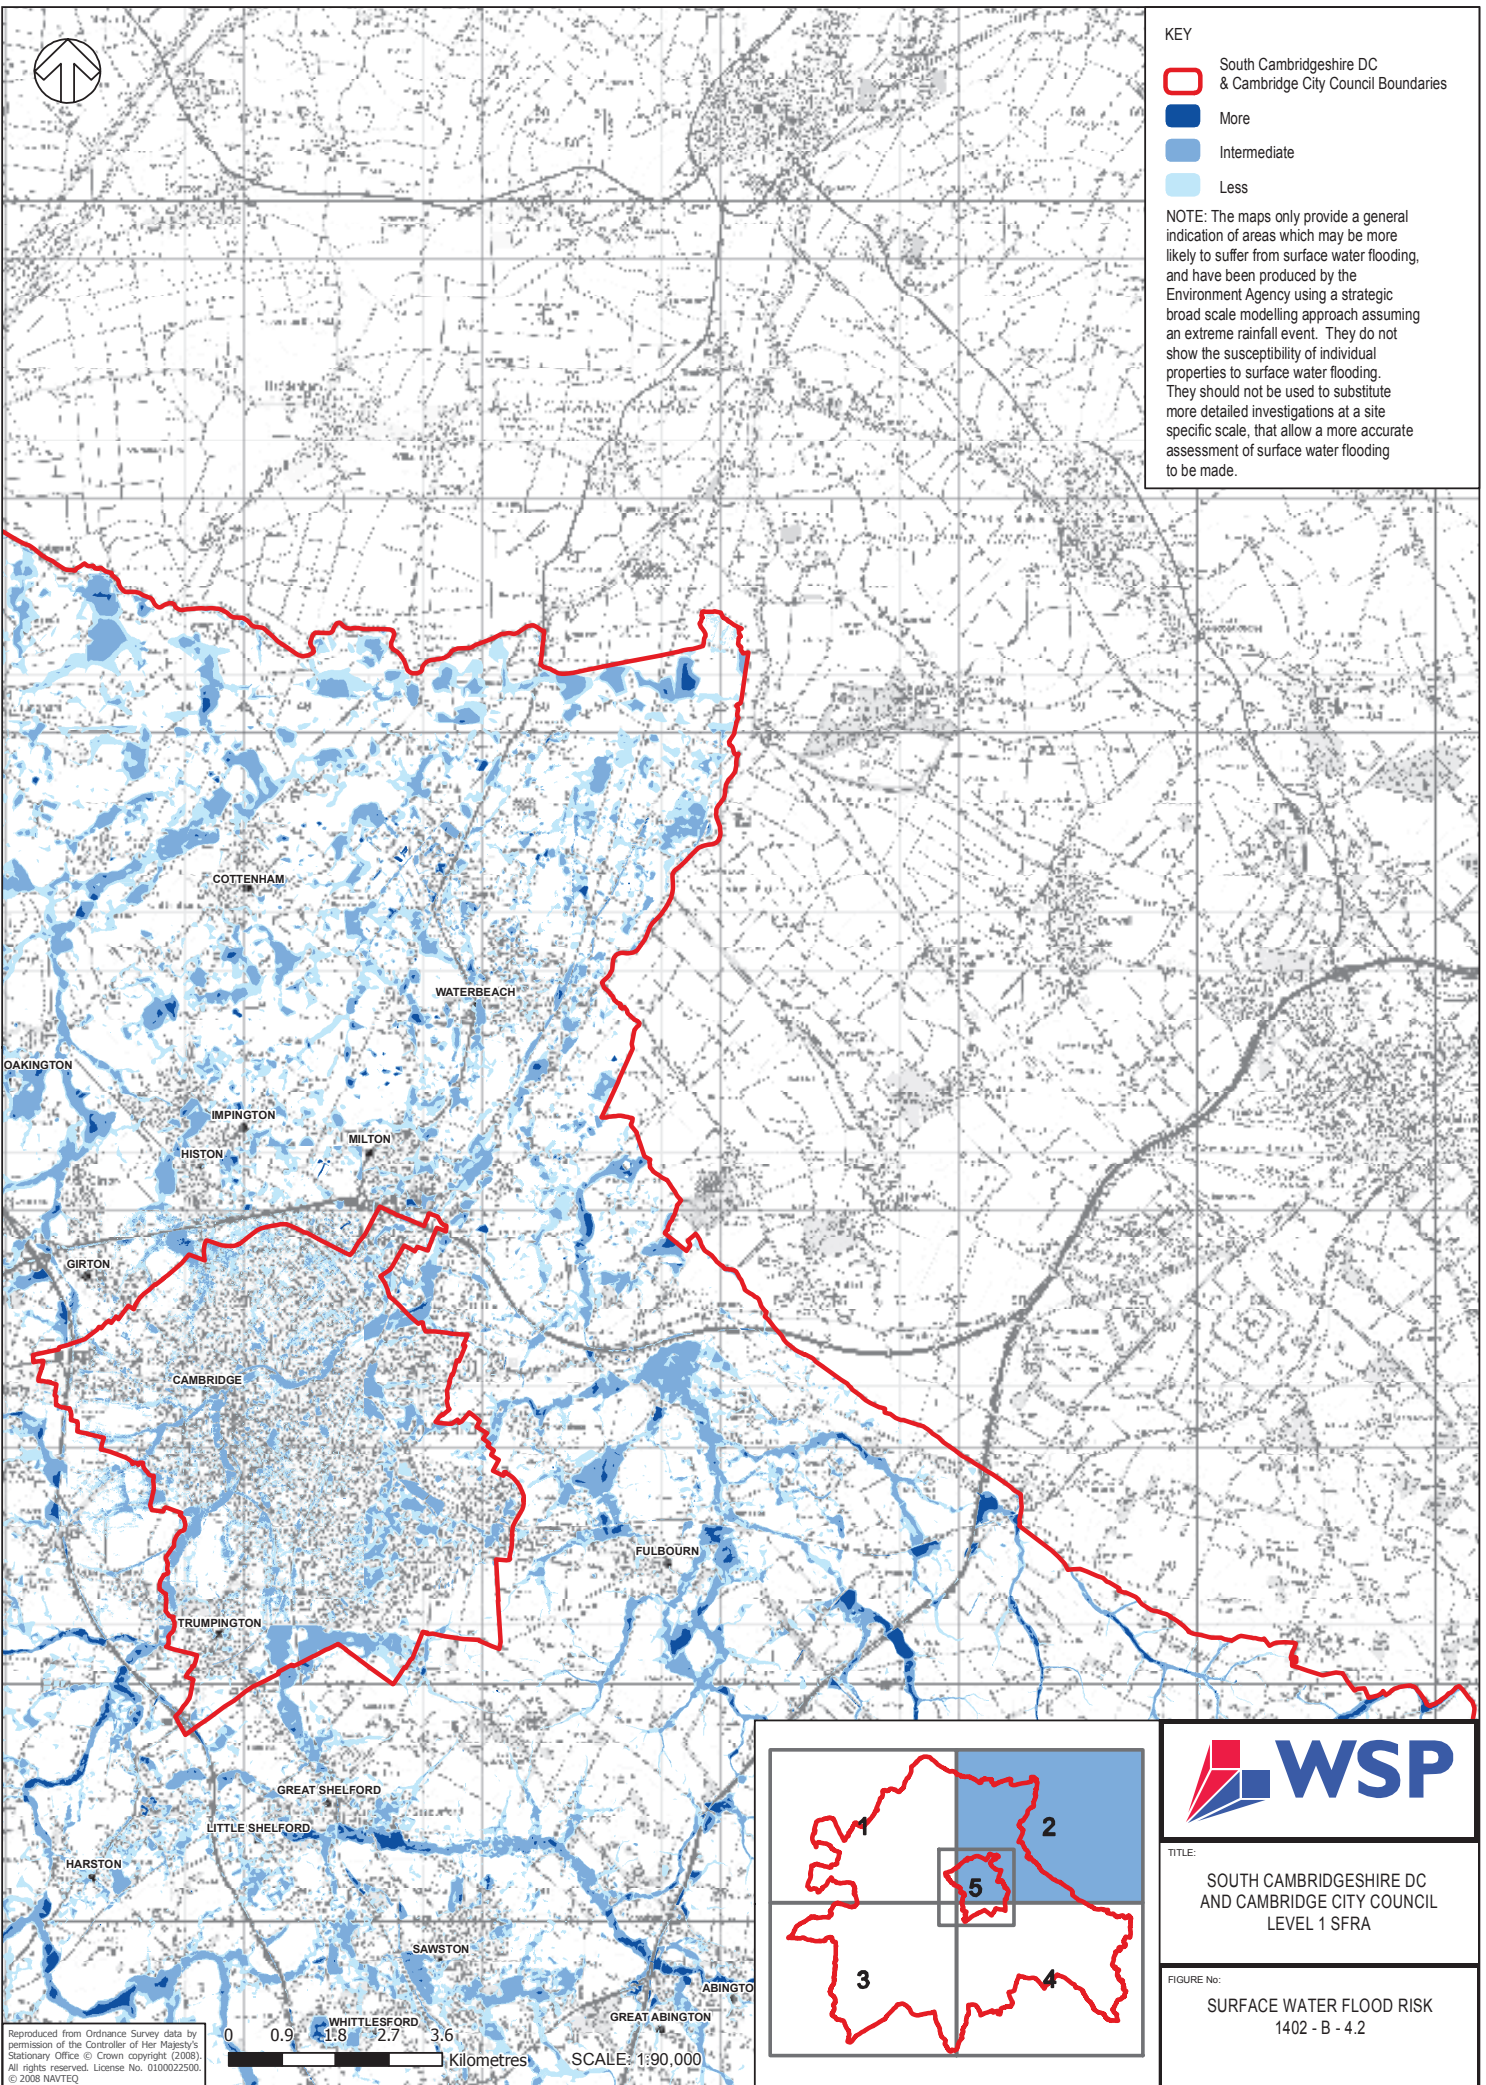 KEY
South Cambridgeshire DC
& Cambridge City Council Boundaries
More
Intermediate
Less
NOTE: The maps only provide a general
indication of areas which may be more
likely to suffer from surface water flooding,
and have been produced by the
Environment Agency using a strategic
broad scale modelling approach assuming
an extreme rainfall event. They do not
show the susceptibility of individual
properties to surface water flooding.
They should not be used to substitute
more detailed investigations at a site
specific scale, that allow a more accurate
assessment of surface water flooding
to be made.
COTTENHAM
WATERBEACH
OAKINGTON
IMPINGTON
MILTON
HISTON
GIRTON
CAMBRIDGE
FULBOURN
TRUMPINGTON
GREAT SHELFORD
LITTLE SHELFORD
HARSTON
SAWSTON
ABINGTO
GREAT ABINGTON
WHITTLESFORD
0 0.9 1.8 2.7 3.6
Kilometres
SCALE: 1:90,000
Reproduced from Ordnance Survey data by
permission of the Controller of Her Majesty's
Stationary Office © Crown copyright (2008).
All rights reserved. License No. 0100022500.
© 2008 NAVTEQ
1
2
5
3
4
WSP
TITLE:
SOUTH CAMBRIDGESHIRE DC
AND CAMBRIDGE CITY COUNCIL
LEVEL 1 SFRA
FIGURE No:
SURFACE WATER FLOOD RISK
1402 - B - 4.2